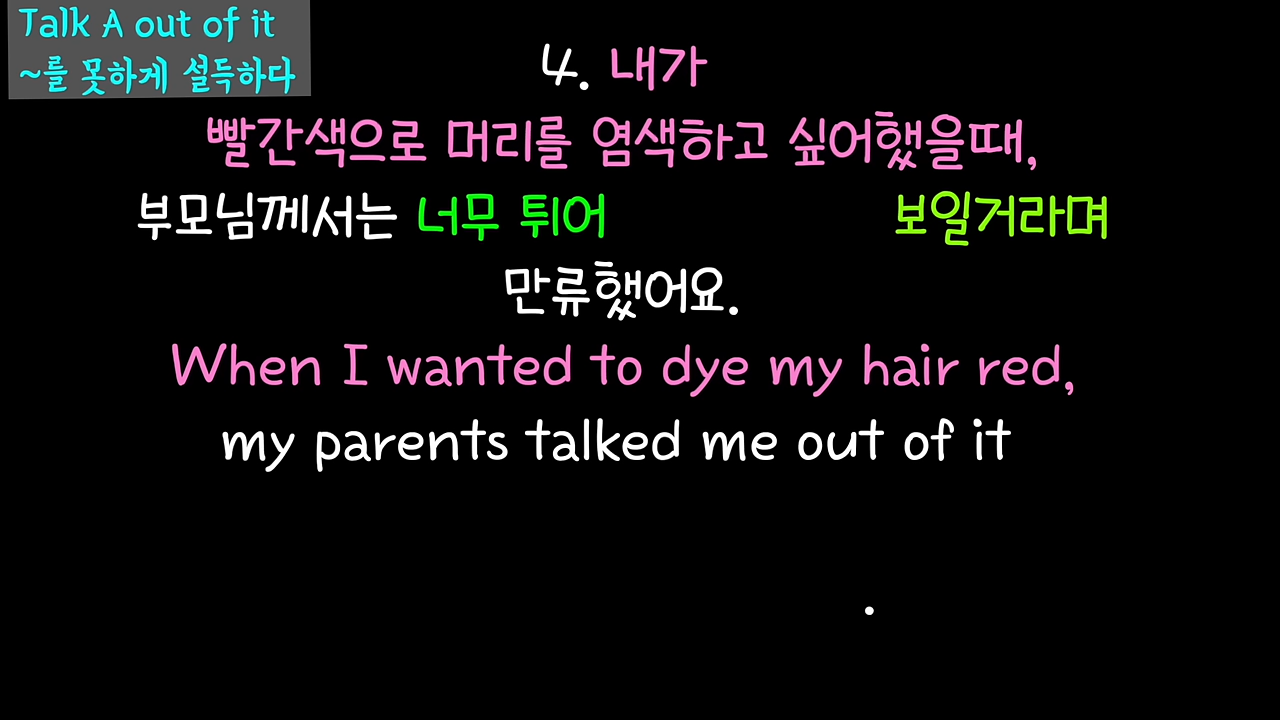 Talk A out of it
~를 못하게 설득하다
4. 내가
빨간색으로 머리를 염색하고 싶어했을때,
부모님께서는 너무 튀어 보일거라며
만류했어요.
When I wanted to dye my hair red,
my parents talked me out of it
.